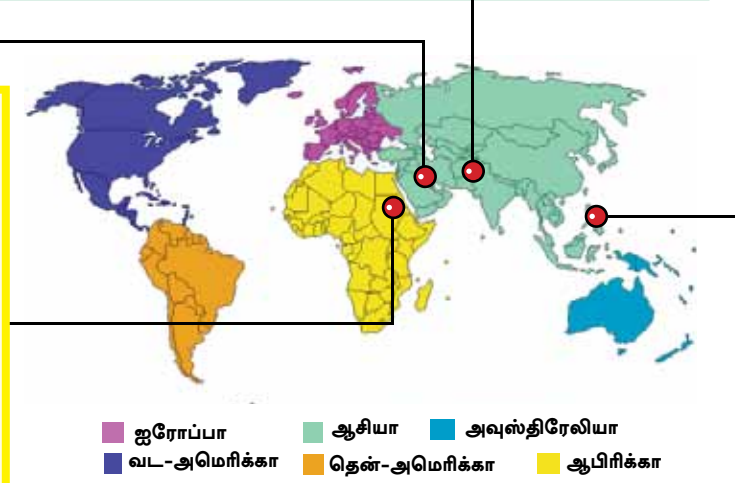 ஐரோப்பா ஆசியா அவுஸ்திரேலியா
வட-அமெரிக்கா தென்-அமெரிக்கா ஆபிரிக்கா